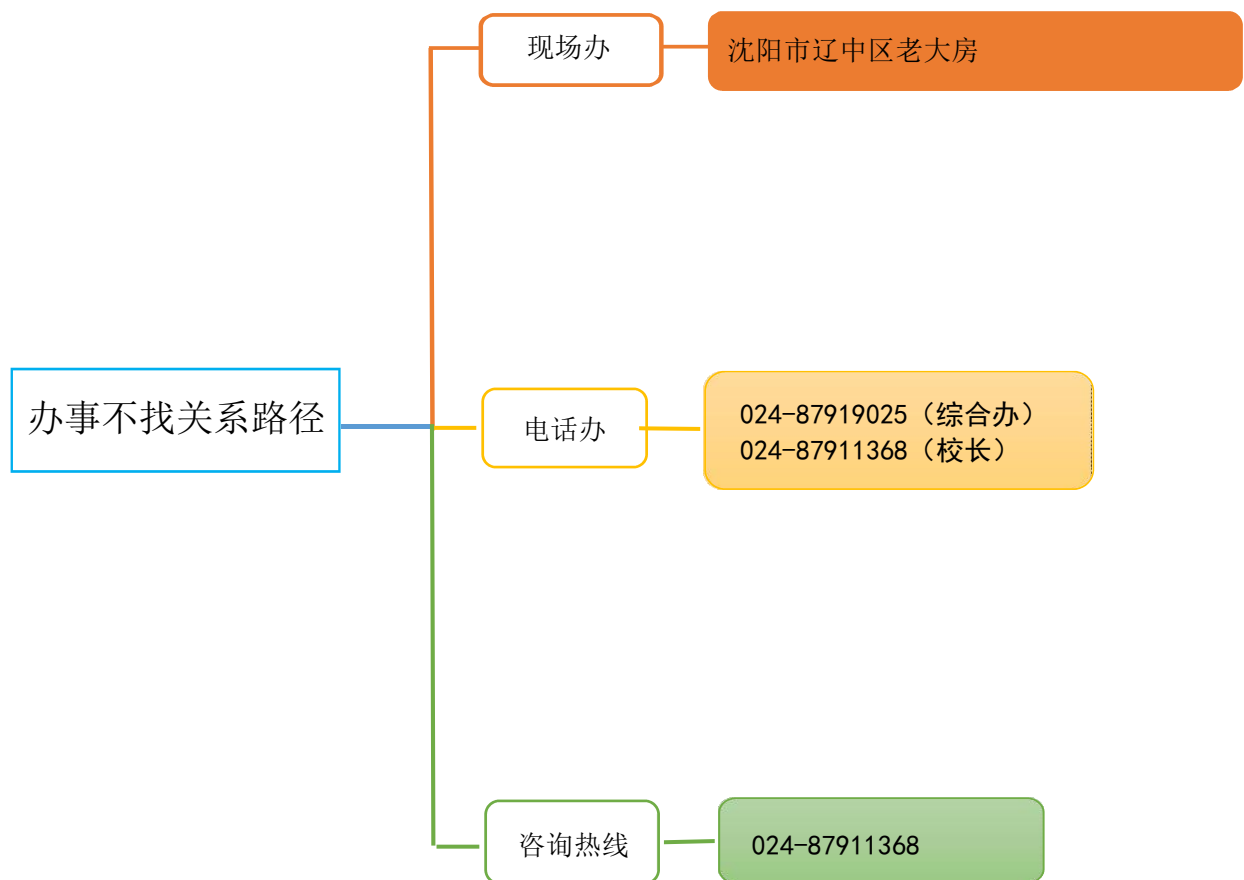 现场办
沈阳市辽中区老大房
办事不找关系路径
电话办
024-87919025（综合办）
024-87911368（校长）
咨询热线
024-87911368